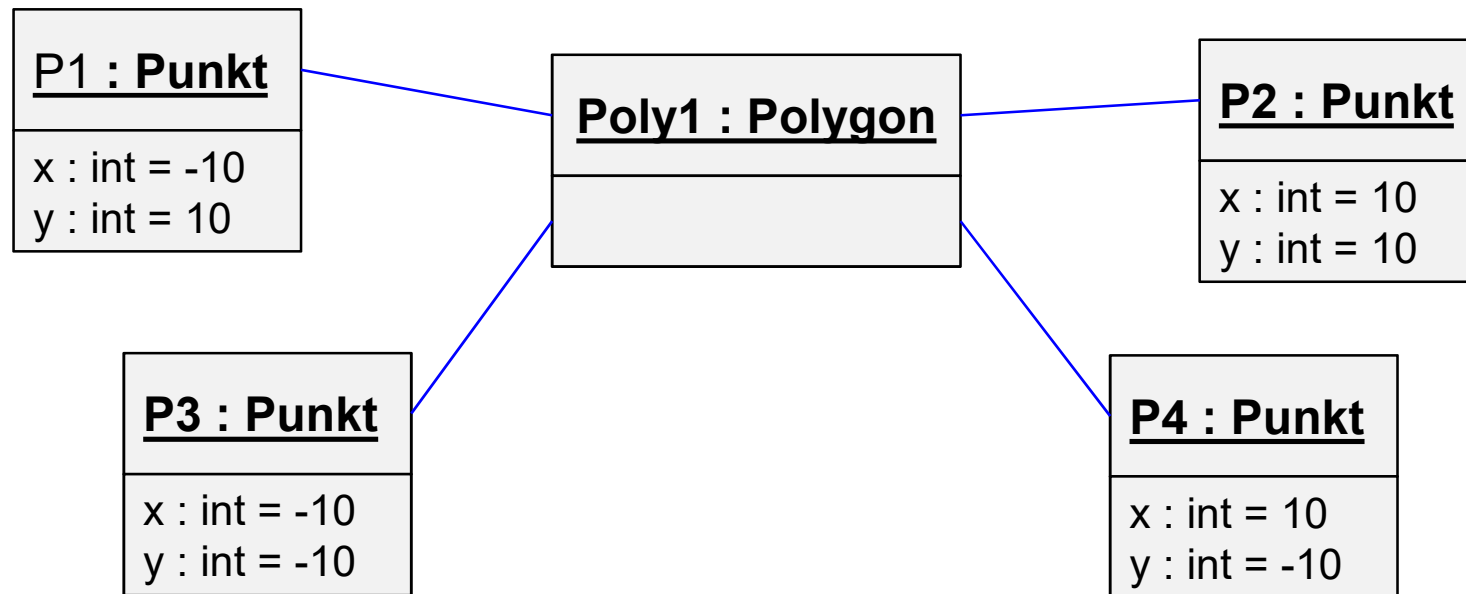 P1 : Punkt
x : int = -10
y : int = 10
Poly1 : Polygon
P2 : Punkt
x : int = 10
y : int = 10
P3 : Punkt
x : int = -10
y : int = -10
P4 : Punkt
x : int = 10
y : int = -10